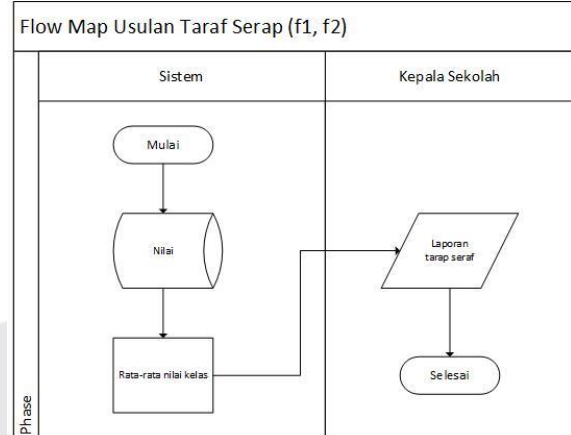 Flow Map Usulan Taraf Serap (f1, f2)
Sistem
Kepala Sekolah
Mulai
Nilai
Rata-rata nilai kelas
Laporan
tarap seraf
Selesai
Phase